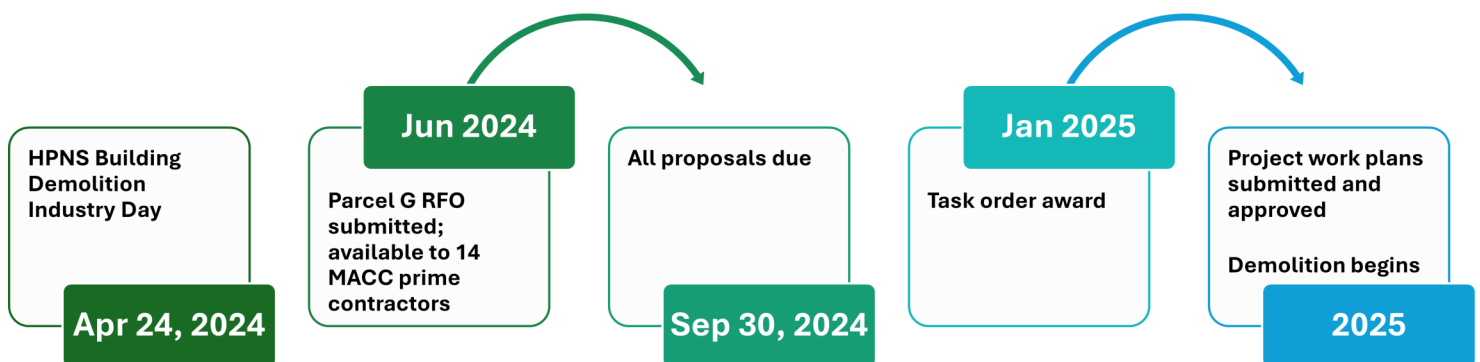 HPNS Building
Demolition
Industry Day
Apr 24, 2024
Jun 2024
Parcel G RFO
submitted;
available to 14
MACC prime
contractors
All proposals due
Sep 30, 2024
Jan 2025
Task order award
Project work plans
submitted and
approved
Demolition begins
2025